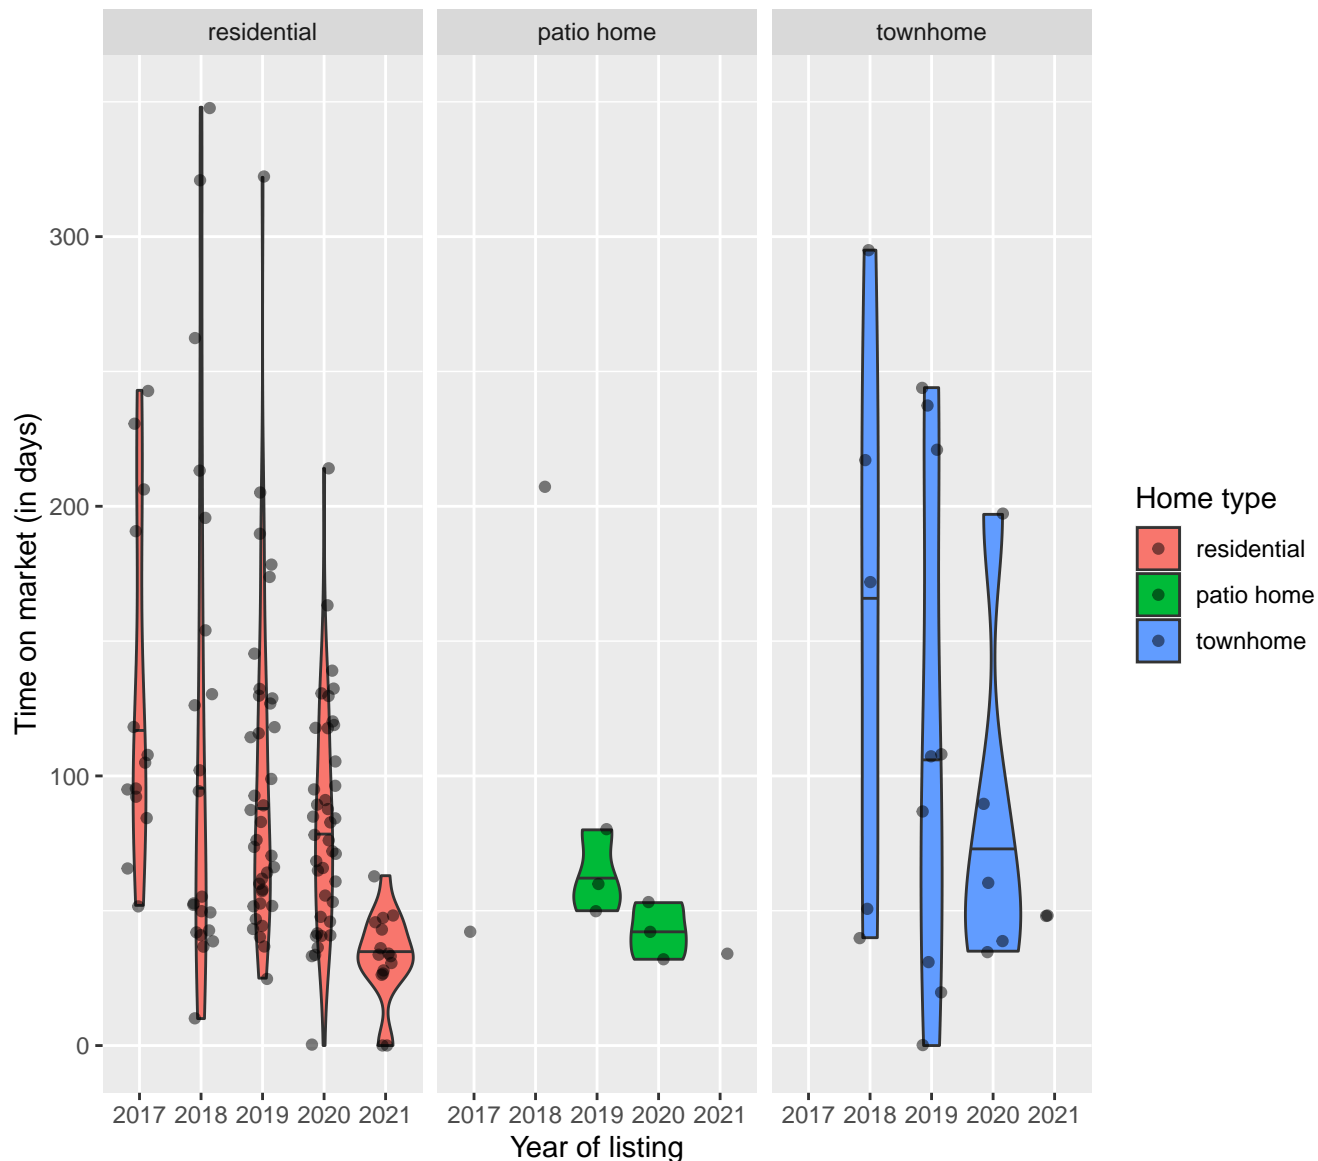 residential
patio home
townhome
300
200
100
0
Time on market (in days)
2017 2018 2019 2020 2021
2017 2018 2019 2020 2021
2017 2018 2019 2020 2021
Year of listing
Home type
residential
patio home
townhome